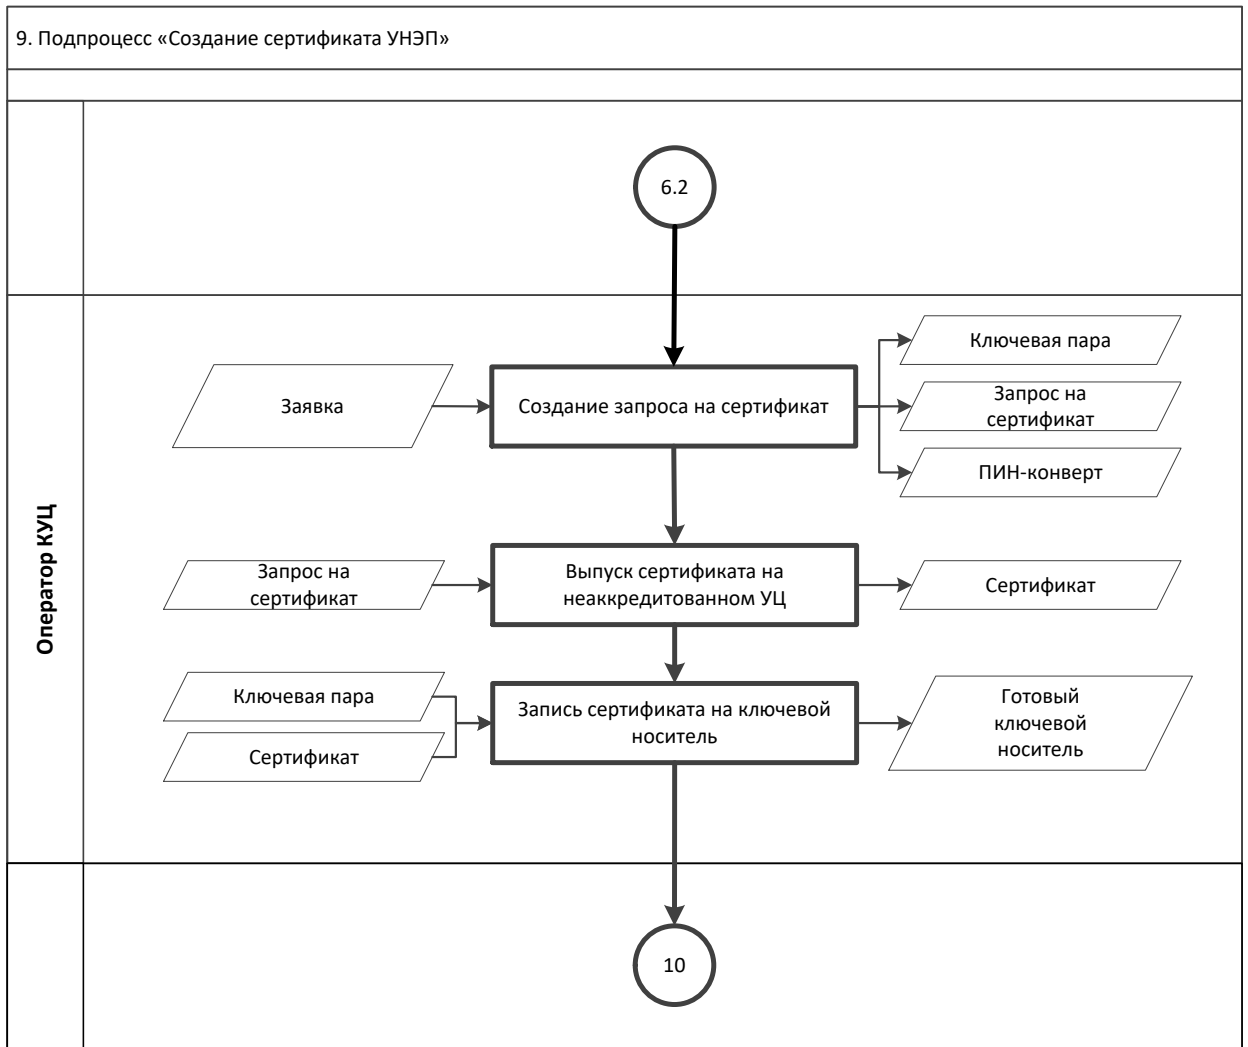 9. Подпроцесс «Создание сертификата УНЭП»
6.2
Оператор КУЦ
Заявка
Создание запроса на сертификат
Ключевая пара
Запрос на
сертификат
ПИН-конверт
Запрос на
сертификат
Выпуск сертификата на
неаккредитованном УЦ
Сертификат
Ключевая пара
Сертификат
Запись сертификата на ключевой
носитель
Готовый
ключевой
носитель
10